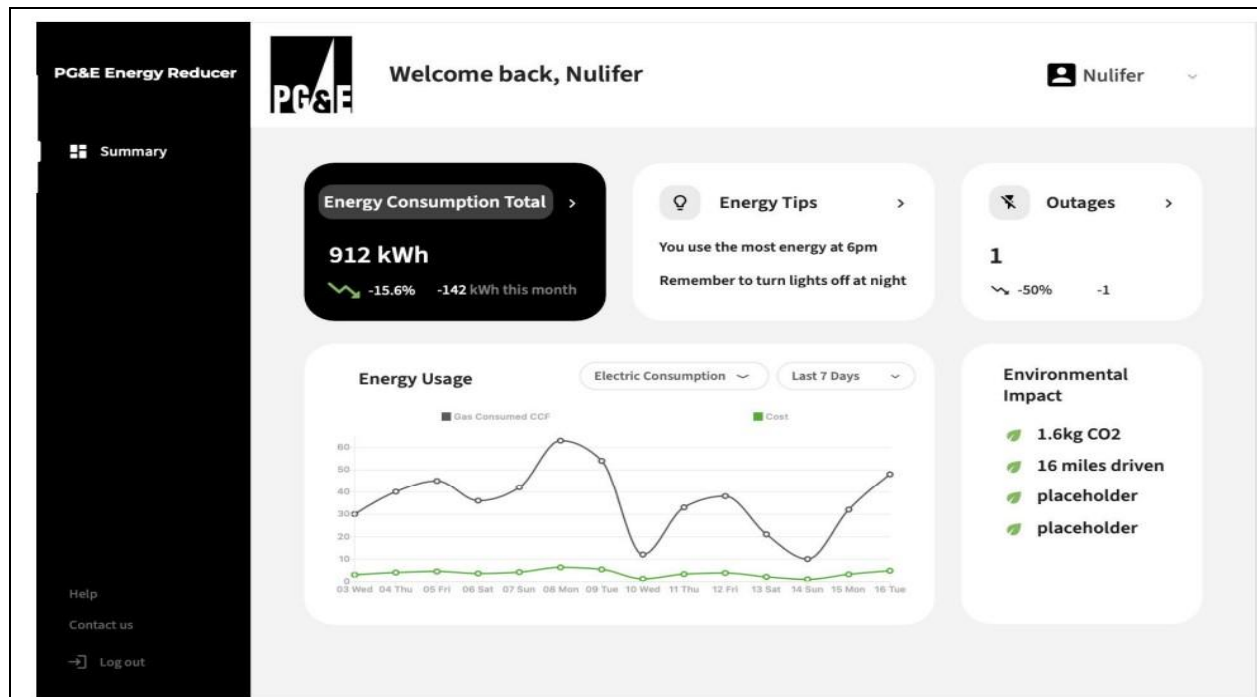 PG&E Energy Reducer
PG&E
Welcome back, Nulifer
Nulifer
Summary
Energy Consumption Total
912 kWh
-15.6% -142 kWh this month
Energy Tips
You use the most energy at 6pm
Remember to turn lights off at night
Outages
1
-50% -1
Energy Usage
Electric Consumption
Last 7 Days
Gas Consumed CCF
Cost
60
50
40
30
20
10
0
03 Wed 04 Thu 05 Fri 06 Sat 07 Sun 08 Mon 09 Tue 10 Wed 11 Thu 12 Fri 13 Sat 14 Sun 15 Mon 16 Tue
Environmental
Impact
1.6kg CO2
16 miles driven
placeholder
placeholder
Help
Contact us
Log out